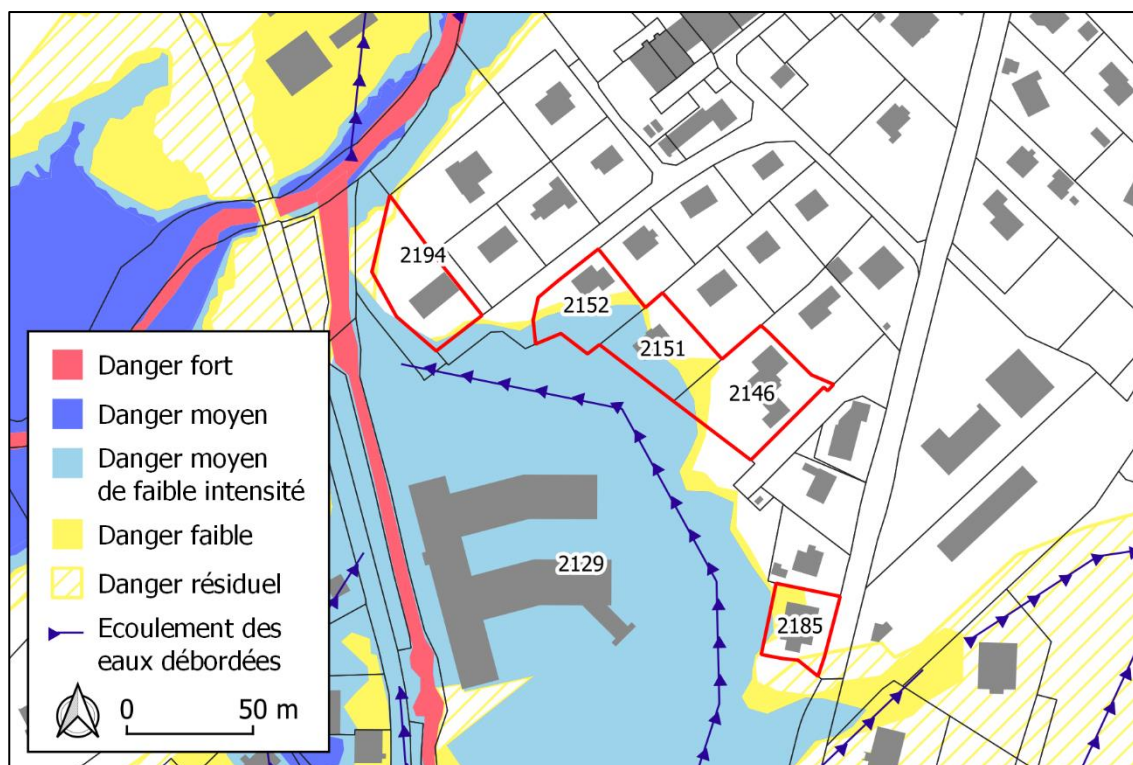 2194
2152
2151
2146
2129
2185
Danger fort
Danger moyen
Danger moyen
de faible intensité
Danger faible
Danger résiduel
Ecoulement des
eaux débordées
0 50 m